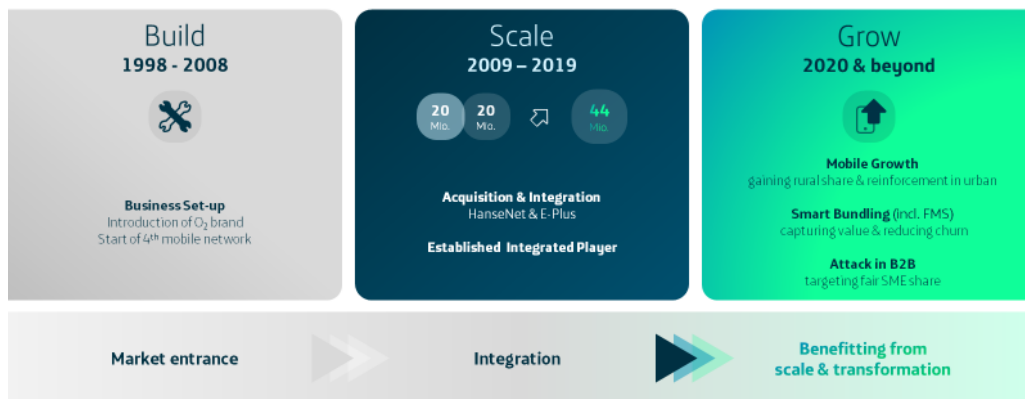 Build
1998 - 2008
Business Set-up
Introduction of O₂ brand
Start of 4ᵗʰ mobile network
Scale
2009 – 2019
20
Mio.
20
Mio.
44
Mio.
Acquisition & Integration
HanseNet & E-Plus
Established Integrated Player
Grow
2020 & beyond
Mobile Growth
gaining rural share & reinforcement in urban
Smart Bundling (incl. FMS)
capturing value & reducing churn
Attack in B2B
targeting fair SME share
Market entrance
Integration
Benefitting from
scale & transformation